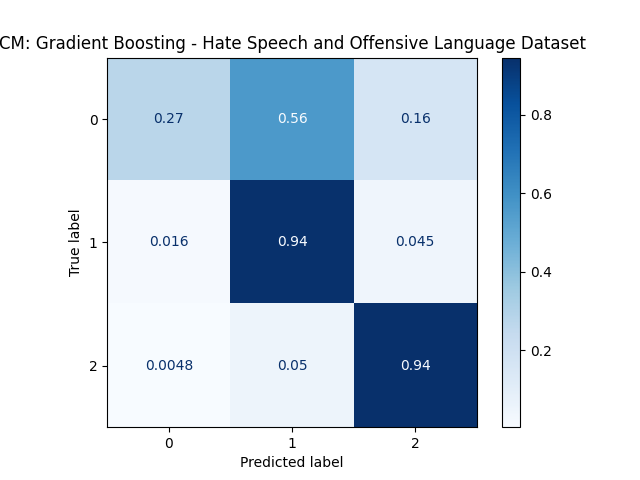 CM: Gradient Boosting - Hate Speech and Offensive Language Dataset
0 0.27 0.56 0.16 0.8
0.6
True label 1 0.016 0.94 0.045
0.4
2 0.0048 0.05 0.94 0.2
0 1 2
Predicted label